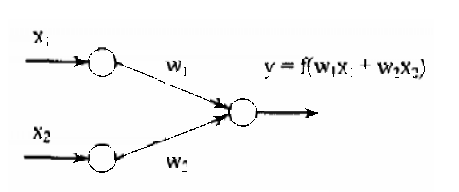 x₁
w₁
y = f(w₁x₁ + w₂x₂)
x₂
w₂